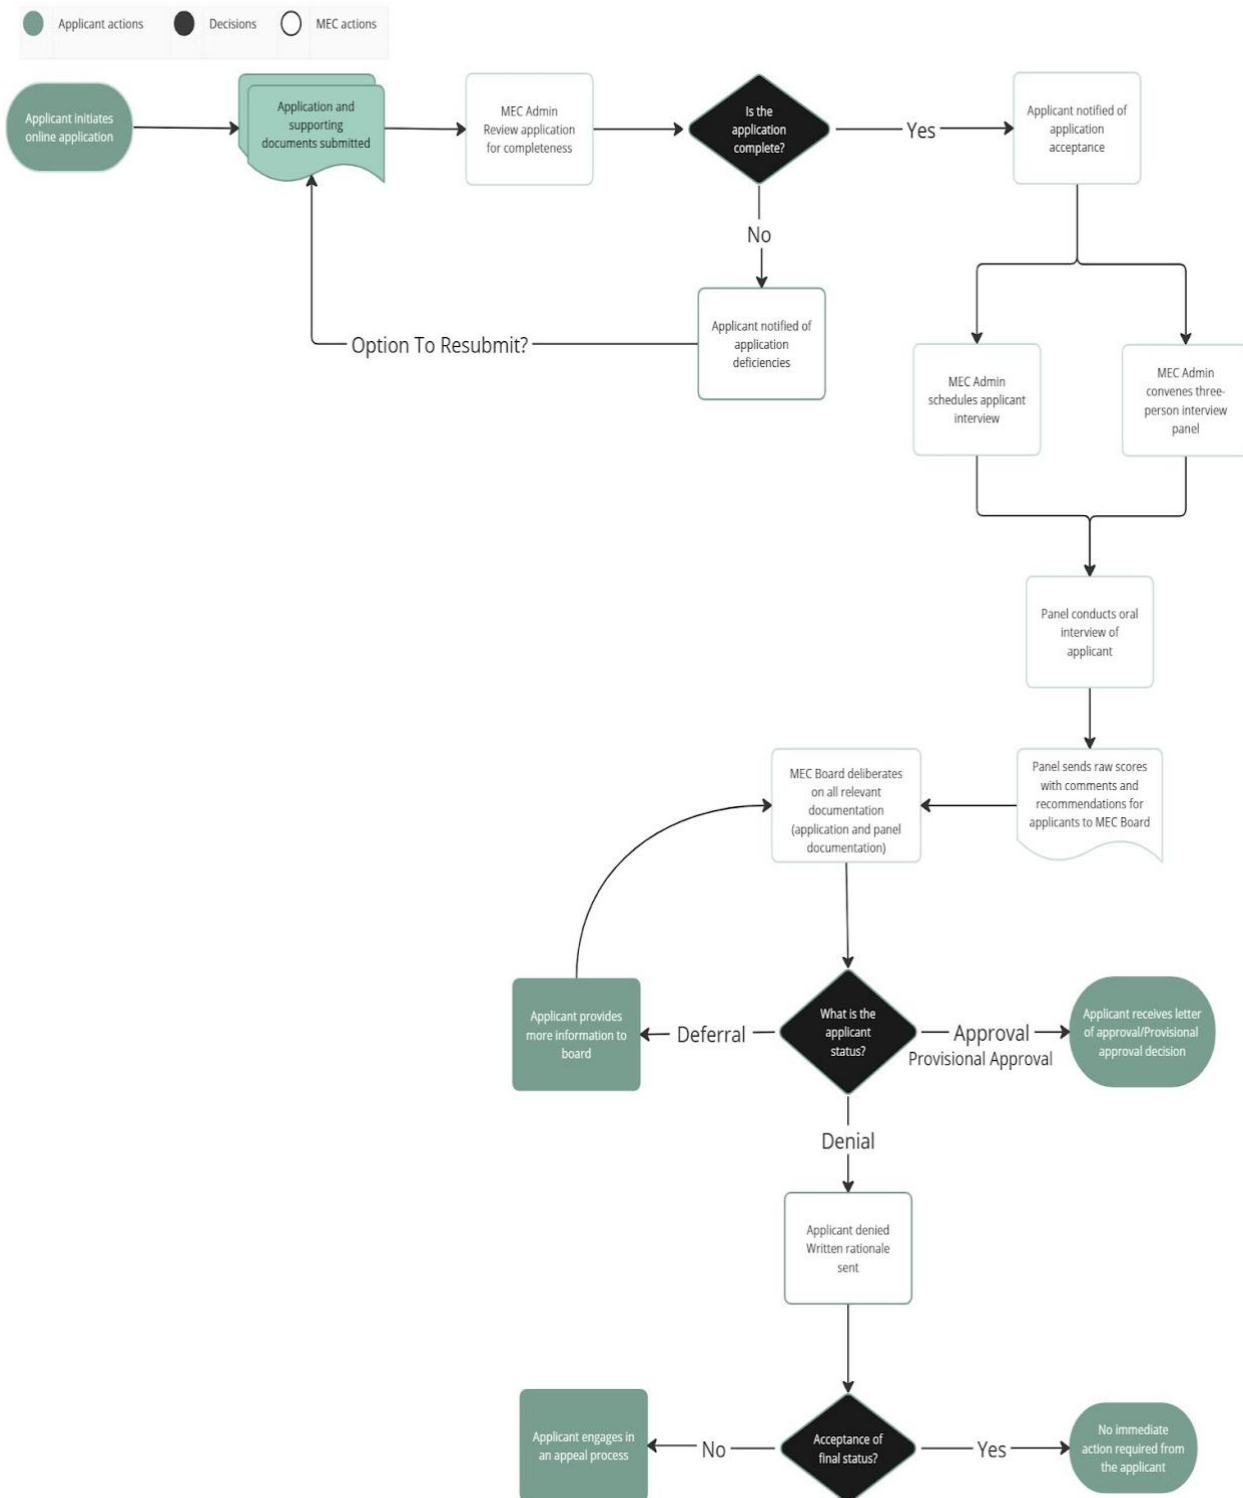 Applicant actions
Decisions
MEC actions
Applicant initiates
online application
Application and
supporting
documents submitted
MEC Admin
Review application
for completeness
Is the
application
complete?
Yes
Applicant notified of
application
acceptance
No
Applicant notified of
application
deficiencies
Option To Resubmit?
MEC Admin
schedules applicant
interview
MEC Admin
convenes three-
person interview
panel
Panel conducts oral
interview of
applicant
Panel sends raw scores
with comments and
recommendations for
applicants to MEC Board
MEC Board deliberates
on all relevant
documentation
(application and panel
documentation)
What is the
applicant
status?
Deferral
Applicant provides
more information to
board
Approval
Provisional Approval
Applicant receives letter
of approval/Provisional
approval decision
Denial
Applicant denied
Written rationale
sent
Acceptance of
final status?
No
Applicant engages in
an appeal process
Yes
No immediate
action required from
the applicant